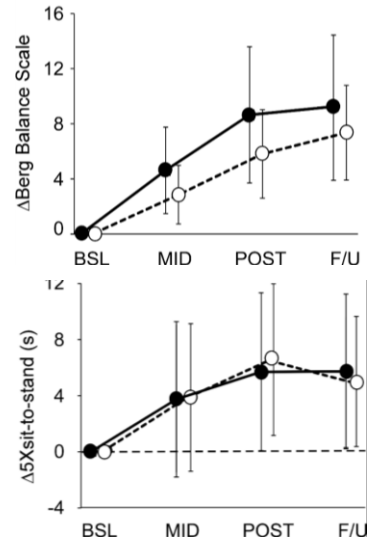 ΔBerg Balance Scale
16
12
8
4
0
BSL MID POST F/U
Δ5Xsit-to-stand (s)
12
8
4
0
-4
BSL MID POST F/U